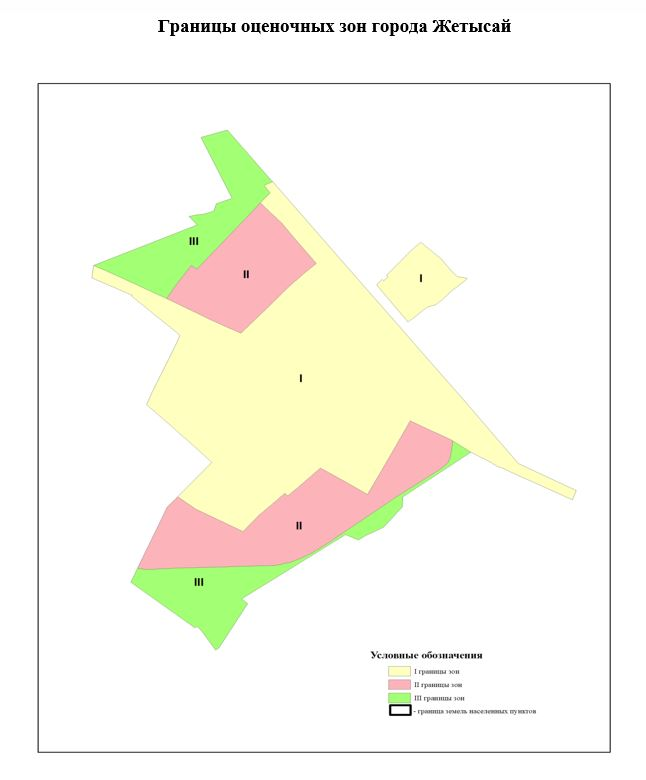 Границы оценочных зон города Жетысай
III
II
I
I
II
III
Условные обозначения
I границы зон
II границы зон
III границы зон
- граница земель населенных пунктов